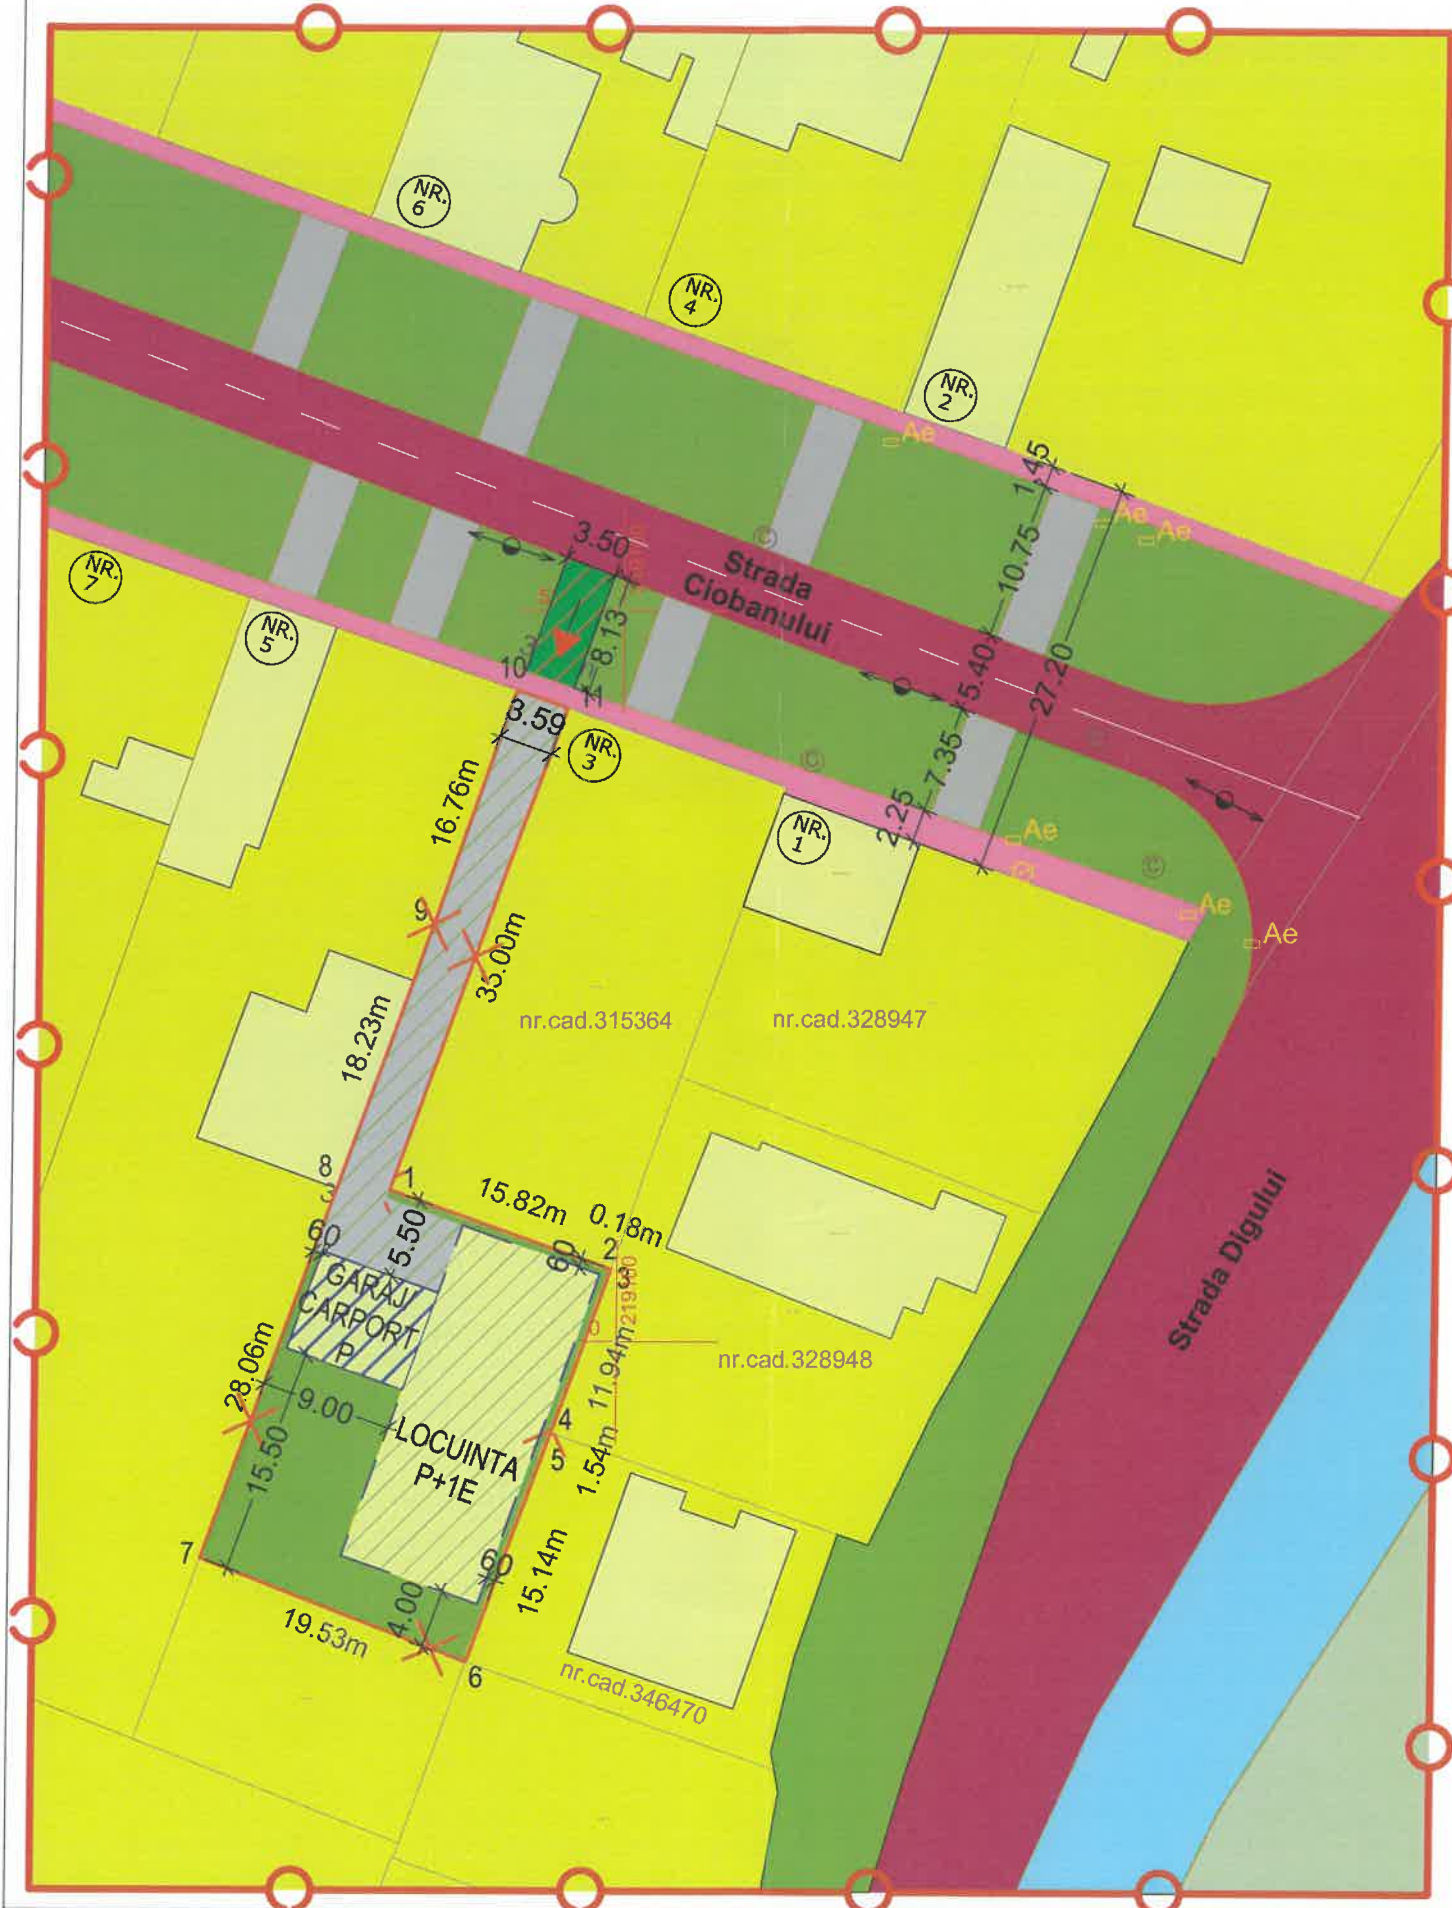 NR.
6
NR.
4
NR.
2
Ae
1.45
Ae
Ae
10.75
3.50
©
Strada
Ciobanului
NR.
7
NR.
5
8.13
10
11
5.40
27.20
3.59
NR.
3
7.35
2.25
©
16.76m
NR.
1
Ae
©
Ae
Ae
9
35.00m
nr.cad.315364
nr.cad.328947
18.23m
8
1
15.82m
0.18m
60
5.50
60
2
3
GARAJ/
CARPORT
P
Strada Digului
11.94m
nr.cad.328948
28.06m
9.00
4
LOCUINTA
P+1E
5
1.54m
15.50
7
60
15.14m
4.00
19.53m
6
nr.cad.346470